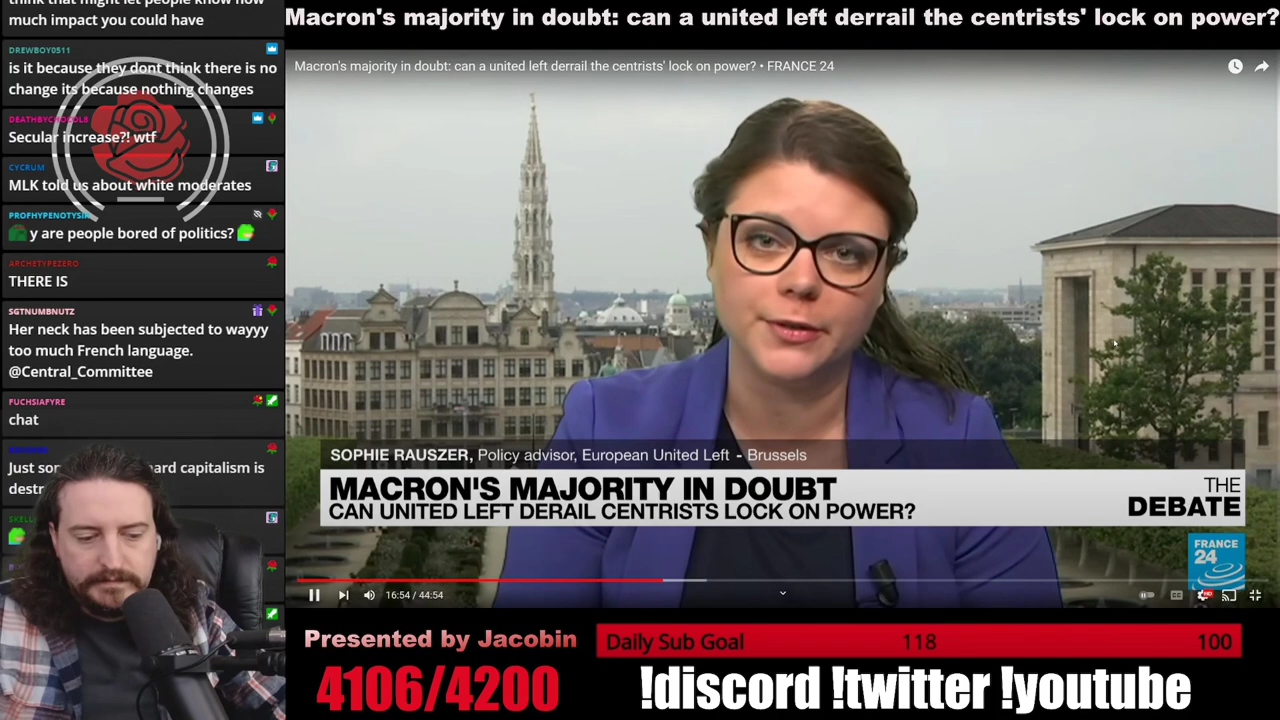 think that might let people know how
much impact you could have
DREWBOY0511
is it because they dont think there is no
change its because nothing changes
Secular increase?! wtf
CYCRUM
MLK told us about white moderates
y are people bored of politics?
ARCHETYPEZERO
THERE IS
SGTNUMBNUTZ
Her neck has been subjected to wayyy
too much French language.
@Central_Committee
FUCHSIAFYRE
chat
capitalism is
Macron's majority in doubt: can a united left derrail the centrists' lock on power?
Macron's majority in doubt: can a united left derrail the centrists' lock on power? • FRANCE 24
SOPHIE RAUSZER, Policy advisor, European United Left - Brussels
MACRON'S MAJORITY IN DOUBT
CAN UNITED LEFT DERAIL CENTRISTS LOCK ON POWER?
THE
DEBATE
FRANCE
24
16:54 / 44:54
CC
HD
Presented by Jacobin
4106/4200
Daily Sub Goal 118 100
!discord !twitter !youtube